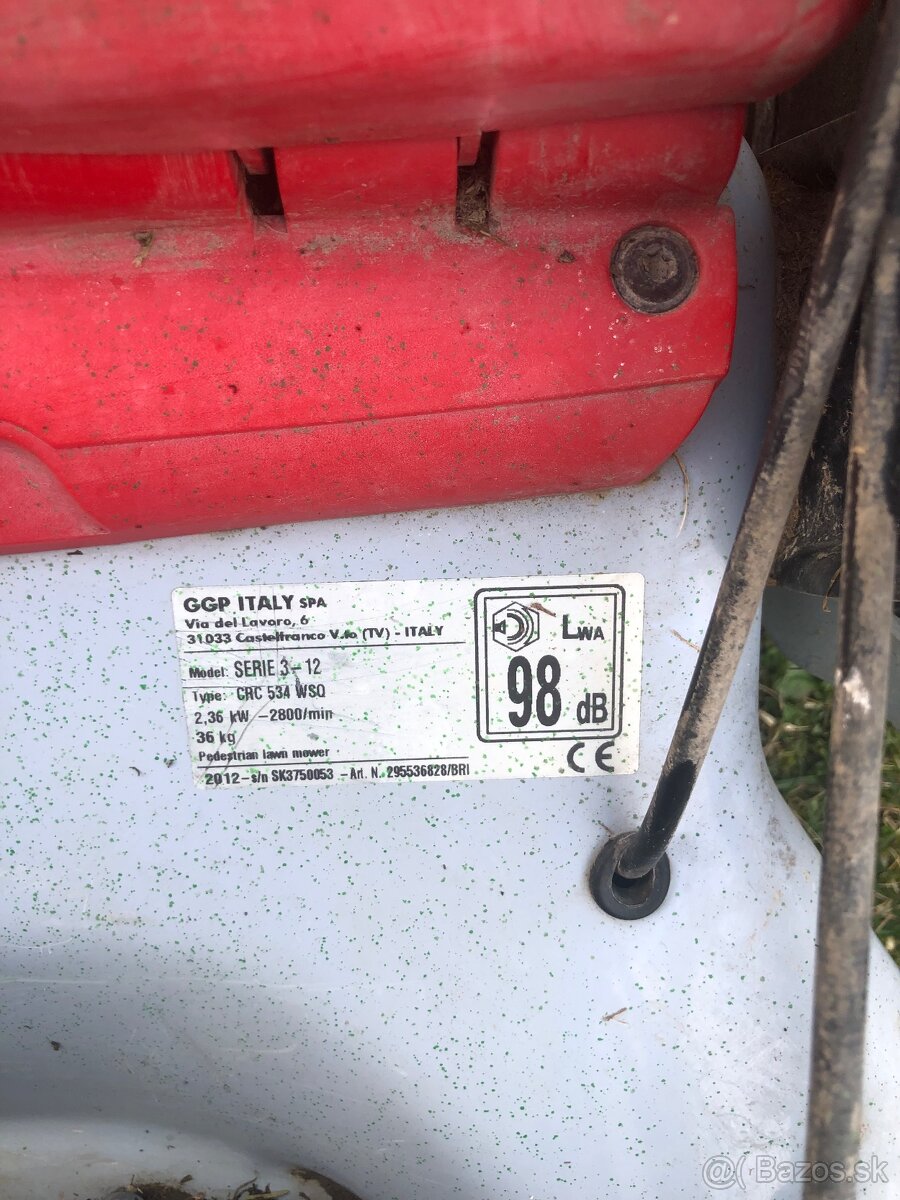 GGP ITALY SPA
Via del Lavoro, 6
31033 Castelfranco V.to (TV) - ITALY
Model: SERIE 3-12
Type: CRC 534 WSQ
2,36 kW -2800/min
36 kg
Pedestrian lawn mower
2012-s/n SK3750053 -Art. N. 295536828/BRI
LWA
98 dB
CE
@Bazos.sk